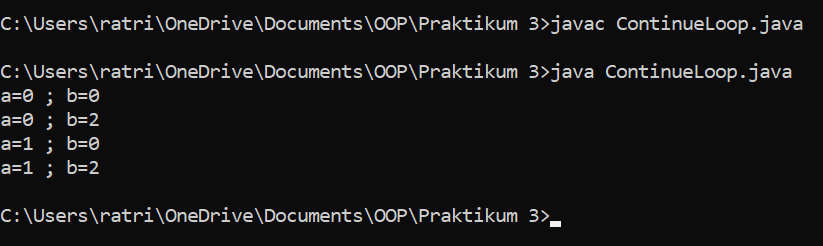 C:\Users\ratri\OneDrive\Documents\OOP\Praktikum 3>javac ContinueLoop.java
C:\Users\ratri\OneDrive\Documents\OOP\Praktikum 3>java ContinueLoop.java
a=0 ; b=0
a=0 ; b=2
a=1 ; b=0
a=1 ; b=2
C:\Users\ratri\OneDrive\Documents\OOP\Praktikum 3>